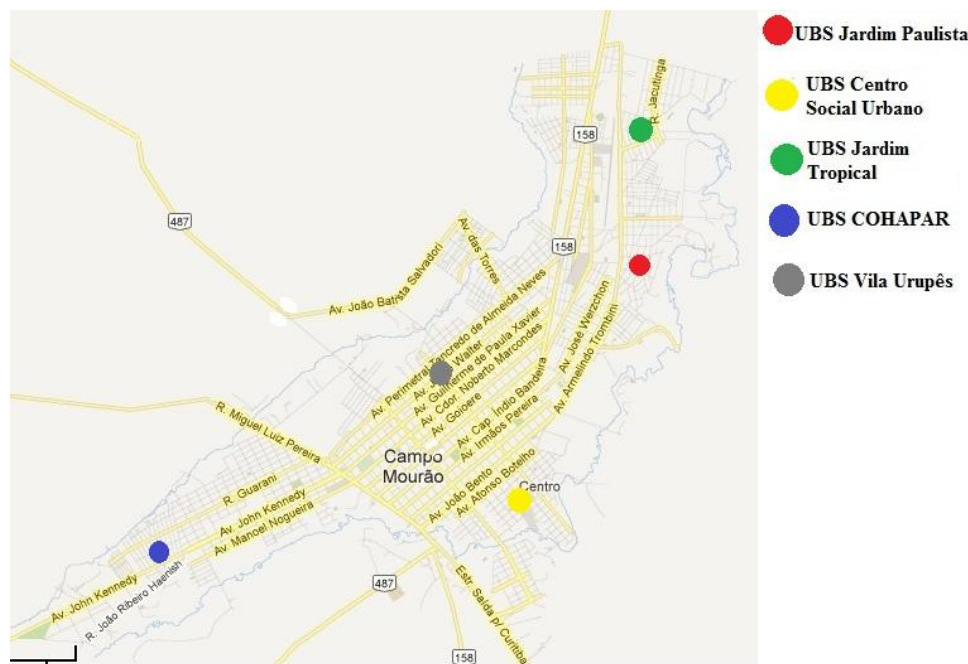 UBS Jardim Paulista
UBS Centro
Social Urbano
UBS Jardim
Tropical
UBS COHAPAR
UBS Vila Urupês
R. Jacutinga
158
487
158
Av. das Torres
Av. João Batista Salvadori
Av. Perimetral Tancredo de Almeida Neves
Walter
Av. Guilherme de Paula Xavier
Av. Cdor. Noberto Marcondes
Av. Goioere
Av. Cap. Índio Bandeira
Av. Irmãos Pereira
Av. José Werzchon
Av. Armelindo Trombini
R. Miguel Luiz Pereira
Campo
Mourão
R. Guarani
Av. John Kennedy
Av. Manoel Nogueira
Av. João Bento
Av. Afonso Botelho
Centro
Av. John Kennedy
R. João Ribeiro Haenish
487
Estr. Saída p/ Curitiba
158